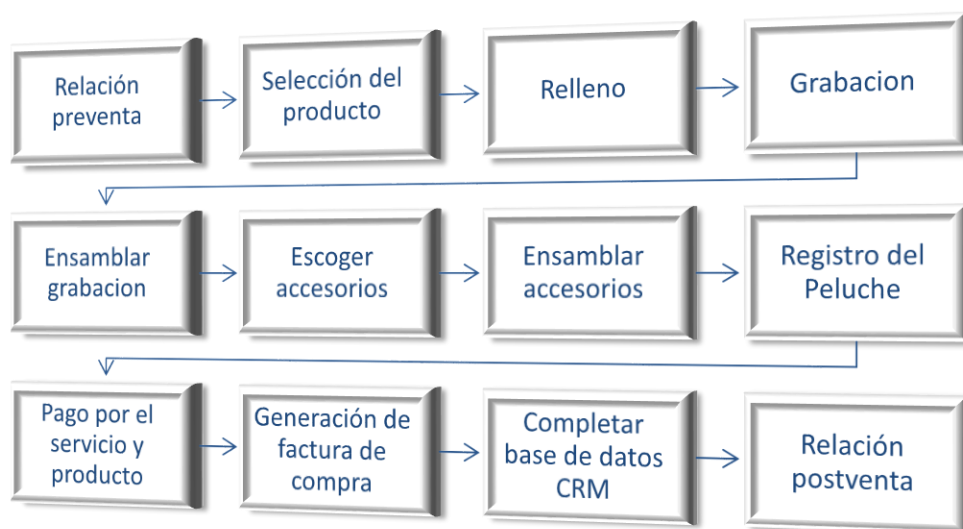 Relación
preventa
Selección del
producto
Relleno
Grabacion
Ensamblar
grabacion
Escoger
accesorios
Ensamblar
accesorios
Registro del
Peluche
Pago por el
servicio y
producto
Generación de
factura de
compra
Completar
base de datos
CRM
Relación
postventa